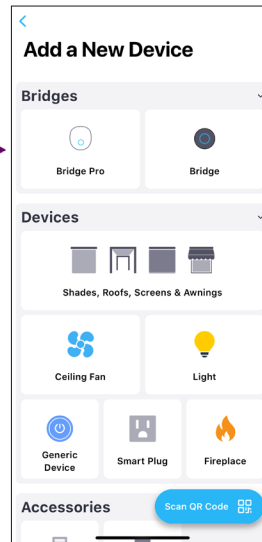 Add a New Device
Bridges
Bridge Pro
Bridge
Devices
Shades, Roofs, Screens & Awnings
Ceiling Fan
Light
Generic
Device
Smart Plug
Fireplace
Accessories
Scan QR Code